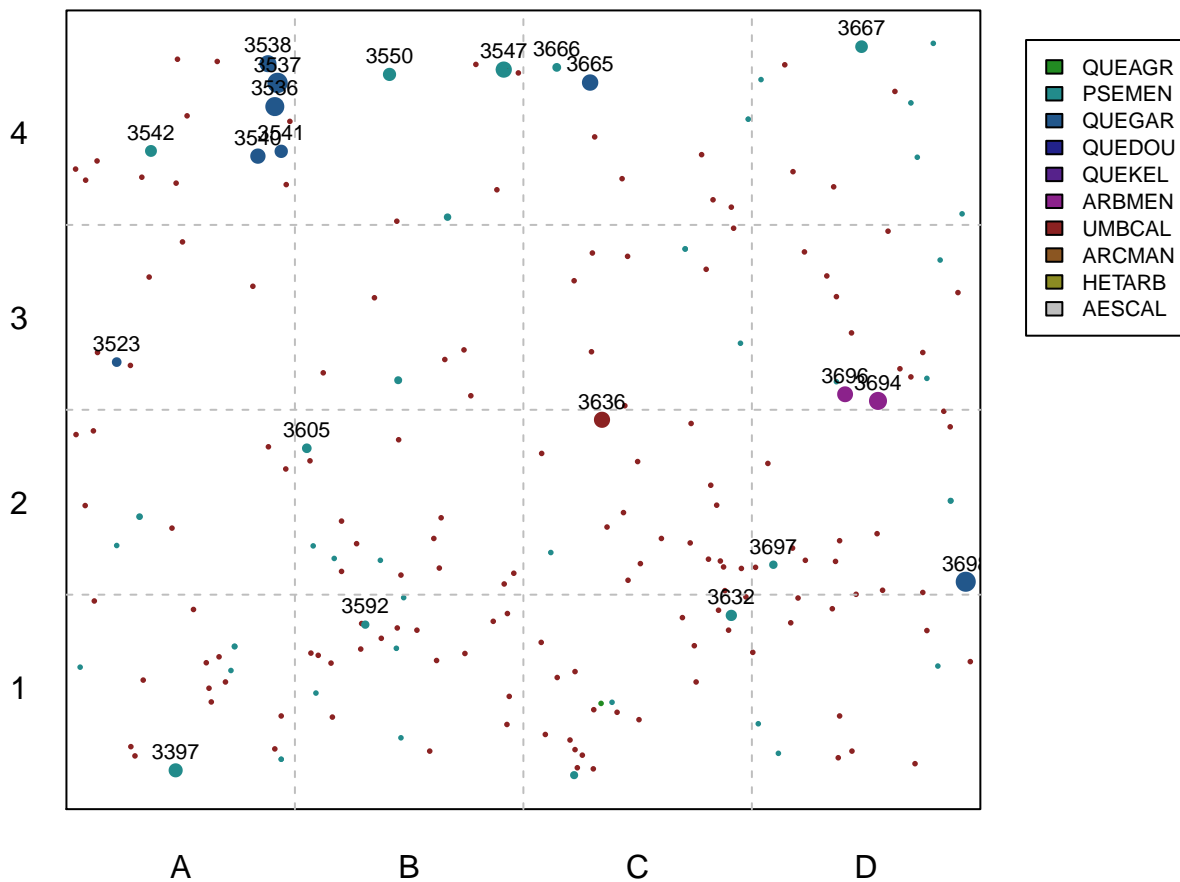 3667
3538
3666
3547
3550
3665
3537
3536
3542
3540
3541
3523
3696
3694
3636
3605
3697
3698
3632
3592
3397
4
3
2
1
A
B
C
D
QUEAGR
PSEMEN
QUEGAR
QUEDOU
QUEKEL
ARBMEN
UMBCAL
ARCMAN
HETARB
AESCAL